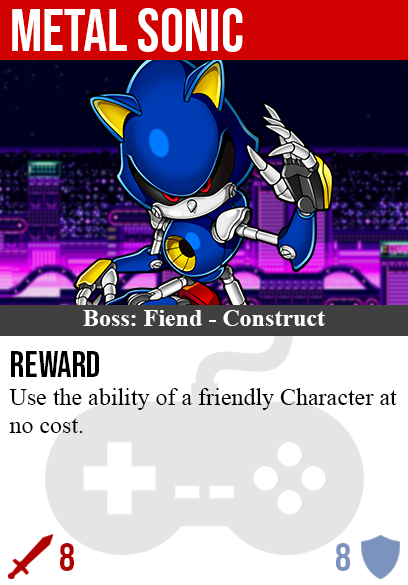 METAL SONIC
Boss: Fiend - Construct
REWARD
Use the ability of a friendly Character at
no cost.
8
8